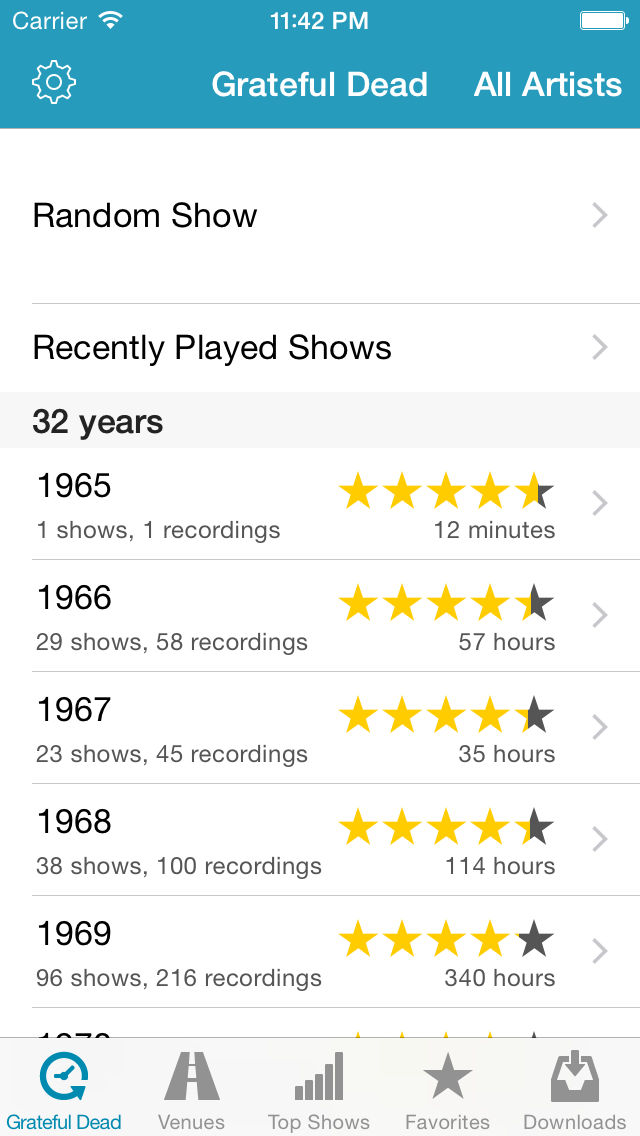 Carrier 11:42 PM
Grateful Dead All Artists
Random Show
Recently Played Shows
32 years
1965
1 shows, 1 recordings 12 minutes
1966
29 shows, 58 recordings 57 hours
1967
23 shows, 45 recordings 35 hours
1968
38 shows, 100 recordings 114 hours
1969
96 shows, 216 recordings 340 hours
Grateful Dead Venues Top Shows Favorites Downloads